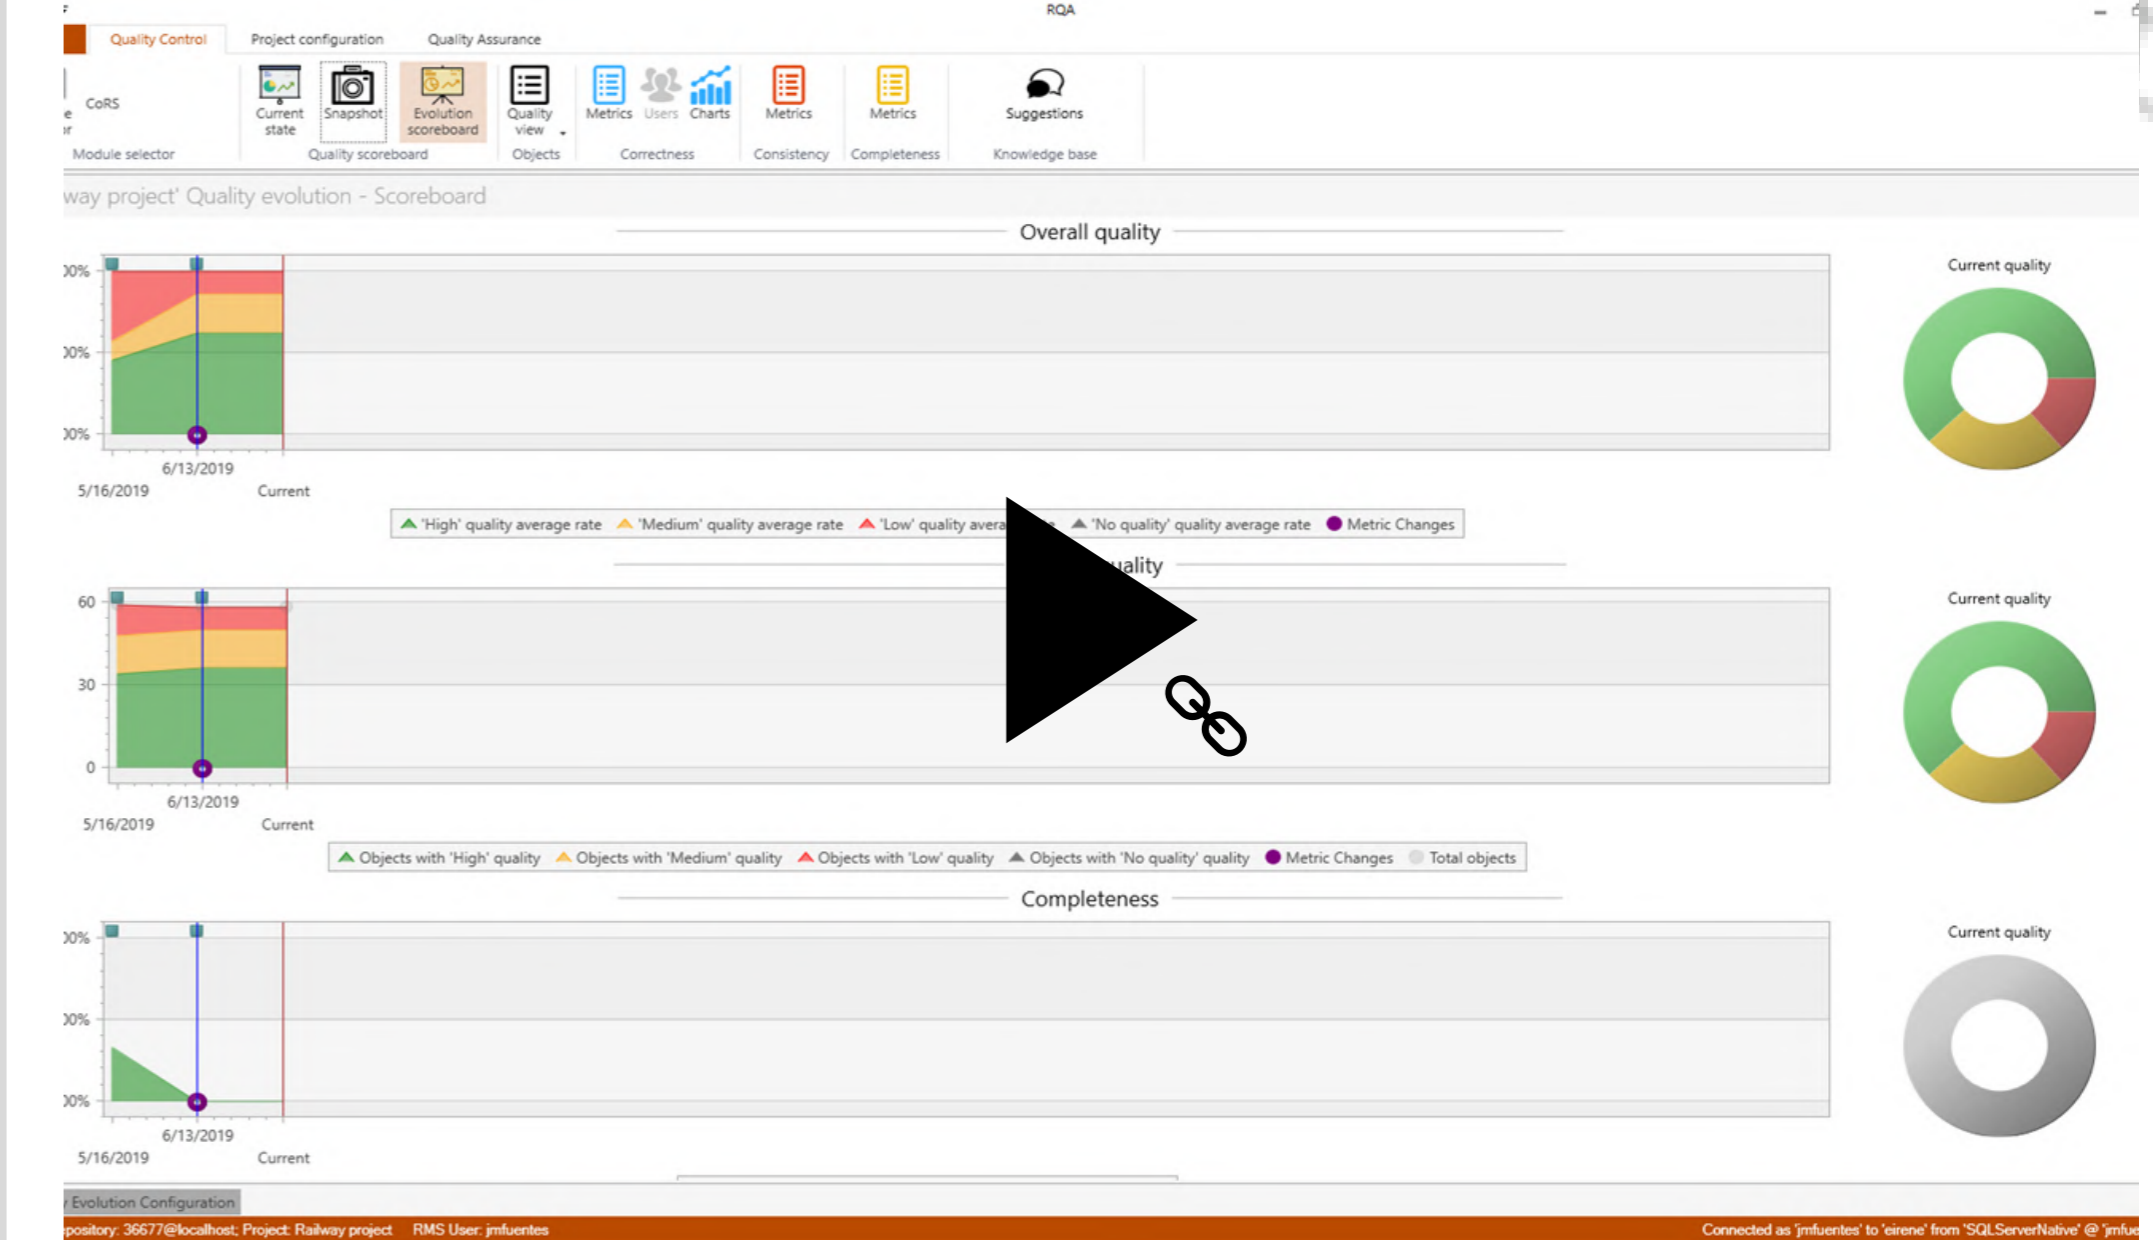 RQA
Quality Control Project configuration Quality Assurance
CoRS
Current state
Snapshot
Evolution scoreboard
Quality view
Metrics Users Charts
Metrics
Metrics
Suggestions
Module selector Quality scoreboard Objects Correctness Consistency Completeness Knowledge base
way project' Quality evolution - Scoreboard
Overall quality
Current quality
00%
00%
00%
6/13/2019
5/16/2019 Current
'High' quality average rate 'Medium' quality average rate 'Low' quality 'No quality' quality average rate Metric Changes
Current quality
60
30
0
6/13/2019
5/16/2019 Current
Objects with 'High' quality Objects with 'Medium' quality Objects with 'Low' quality Objects with 'No quality' quality Metric Changes Total objects
Completeness
Current quality
00%
00%
00%
6/13/2019
5/16/2019 Current
Evolution Configuration
pository: 36677@localhost; Project: Railway project RMS User: jmfuentes
Connected as 'jmfuentes' to 'eirene' from 'SQLServerNative' @ 'jmfue